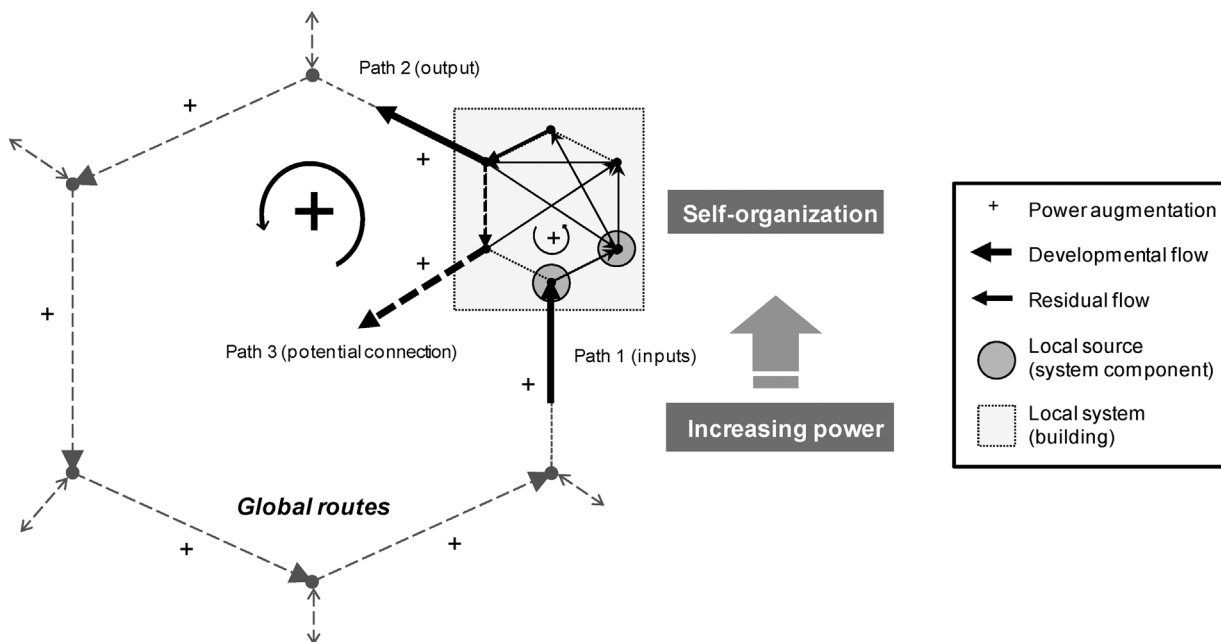 Path 2 (output)
+
+
+
+
+
Self-organization
+
Path 3 (potential connection)
Path 1 (inputs)
+
+
Increasing power
Global routes
+
+
+ Power augmentation
Developmental flow
Residual flow
Local source
(system component)
Local system
(building)